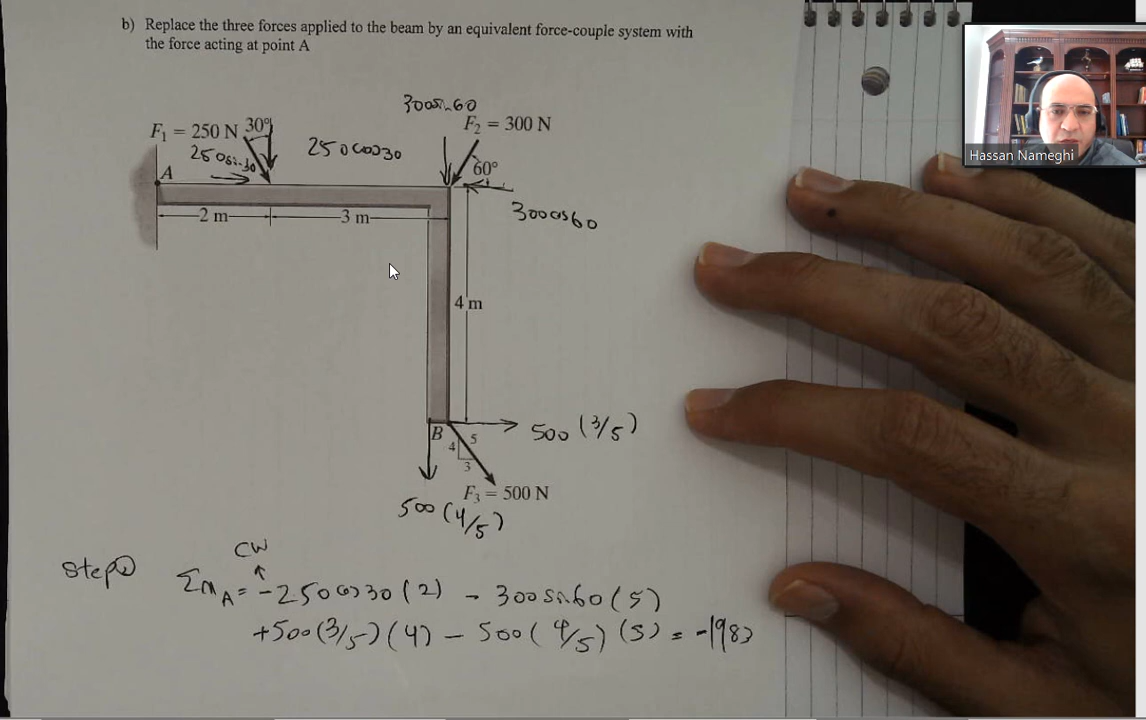 b) Replace the three forces applied to the beam by an equivalent force-couple system with
the force acting at point A
300sin60
F1 = 250 N 30°
F2 = 300 N
250sin30
250cos30
A
60°
300cos60
2 m
3 m
4 m
B
500 (3/5)
5
4
3
F3 = 500 N
500 (4/5)
CW
Step2
ΣMA = -250cos30(2) - 300sin60(5)
+500(3/5)(4) - 500(4/5)(5) = -1982
Hassan Nameghi